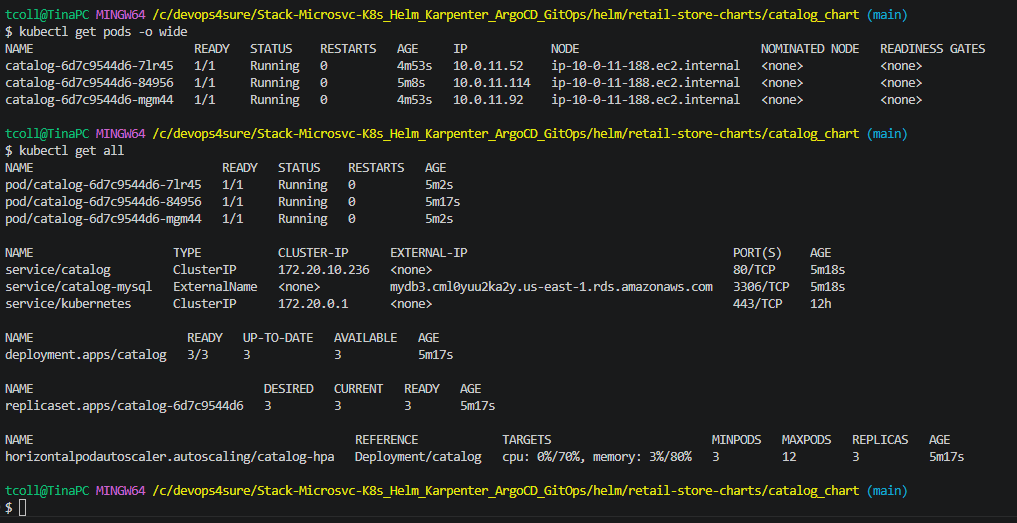 tcoll@TinaPC MINGW64 /c/devops4sure/Stack-Microsvc-K8s_Helm_Karpenter_ArgoCD_GitOps/helm/retail-store-charts/catalog_chart (main)
$ kubectl get pods -o wide
NAME READY STATUS RESTARTS AGE IP NODE NOMINATED NODE READINESS GATES
catalog-6d7c9544d6-7lr45 1/1 Running 0 4m53s 10.0.11.52 ip-10-0-11-188.ec2.internal <none> <none>
catalog-6d7c9544d6-84956 1/1 Running 0 5m8s 10.0.11.114 ip-10-0-11-188.ec2.internal <none> <none>
catalog-6d7c9544d6-mgm44 1/1 Running 0 4m53s 10.0.11.92 ip-10-0-11-188.ec2.internal <none> <none>
tcoll@TinaPC MINGW64 /c/devops4sure/Stack-Microsvc-K8s_Helm_Karpenter_ArgoCD_GitOps/helm/retail-store-charts/catalog_chart (main)
$ kubectl get all
NAME READY STATUS RESTARTS AGE
pod/catalog-6d7c9544d6-7lr45 1/1 Running 0 5m2s
pod/catalog-6d7c9544d6-84956 1/1 Running 0 5m17s
pod/catalog-6d7c9544d6-mgm44 1/1 Running 0 5m2s
NAME TYPE CLUSTER-IP EXTERNAL-IP PORT(S) AGE
service/catalog ClusterIP 172.20.10.236 <none> 80/TCP 5m18s
service/catalog-mysql ExternalName <none> mydb3.cml0yuu2ka2y.us-east-1.rds.amazonaws.com 3306/TCP 5m18s
service/kubernetes ClusterIP 172.20.0.1 <none> 443/TCP 12h
NAME READY UP-TO-DATE AVAILABLE AGE
deployment.apps/catalog 3/3 3 3 5m17s
NAME DESIRED CURRENT READY AGE
replicaset.apps/catalog-6d7c9544d6 3 3 3 5m17s
NAME REFERENCE TARGETS MINPODS MAXPODS REPLICAS AGE
horizontalpodautoscaler.autoscaling/catalog-hpa Deployment/catalog cpu: 0%/70%, memory: 3%/80% 3 12 3 5m17s
tcoll@TinaPC MINGW64 /c/devops4sure/Stack-Microsvc-K8s_Helm_Karpenter_ArgoCD_GitOps/helm/retail-store-charts/catalog_chart (main)
$